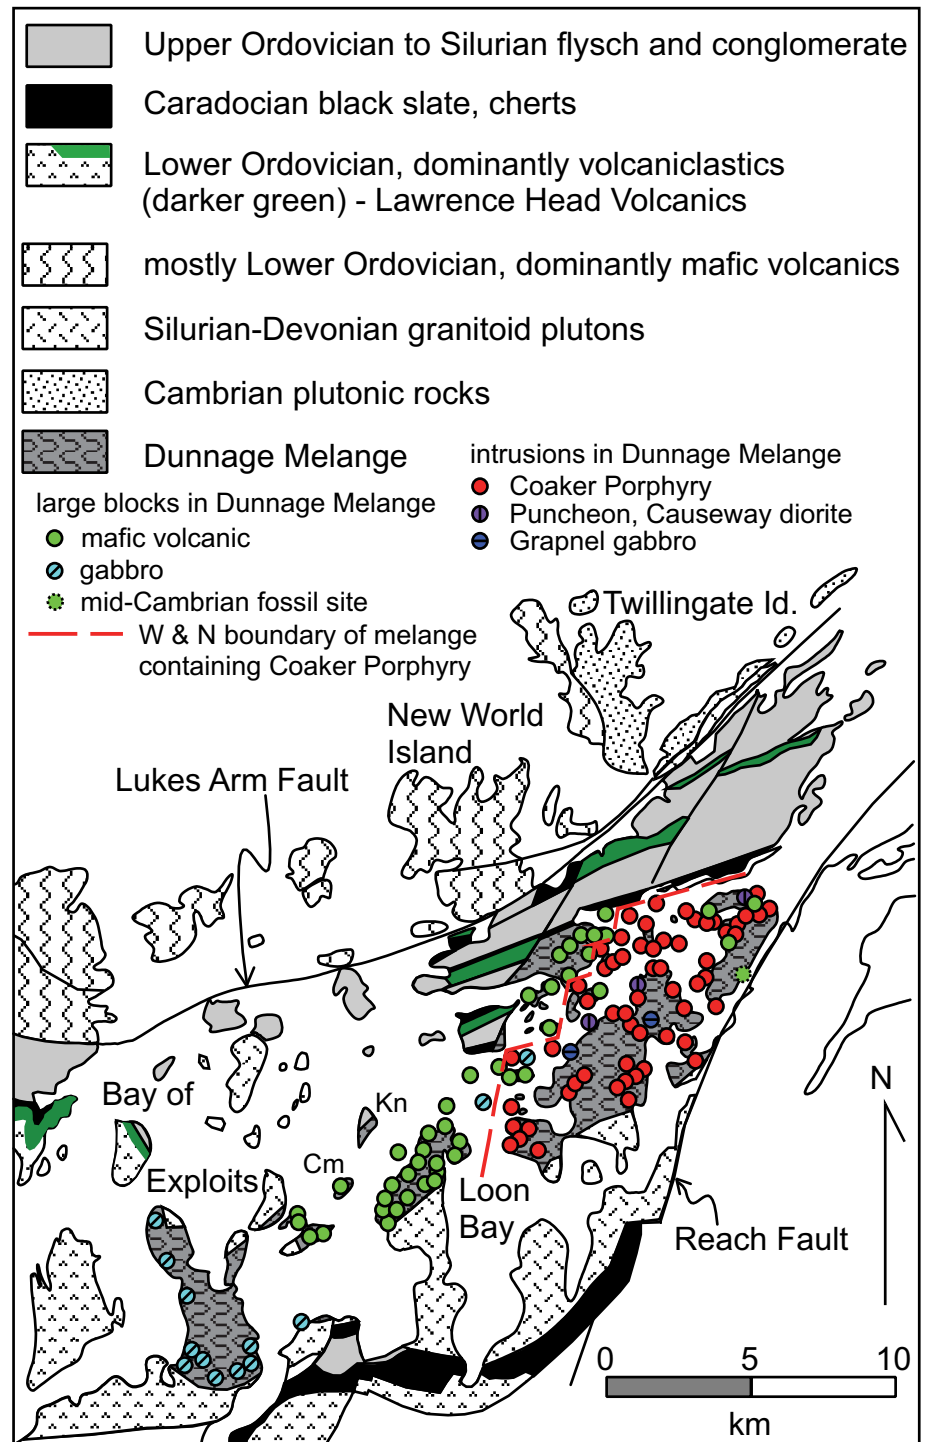 Upper Ordovician to Silurian flysch and conglomerate
Caradocian black slate, cherts
Lower Ordovician, dominantly volcaniclastics
(darker green) - Lawrence Head Volcanics
mostly Lower Ordovician, dominantly mafic volcanics
Silurian-Devonian granitoid plutons
Cambrian plutonic rocks
Dunnage Melange
large blocks in Dunnage Melange
mafic volcanic
gabbro
mid-Cambrian fossil site
W & N boundary of melange
containing Coaker Porphyry
intrusions in Dunnage Melange
Coaker Porphyry
Puncheon, Causeway diorite
Grapnel gabbro
Twillingate Id.
New World
Island
Lukes Arm Fault
Bay of
Exploits
Kn
Cm
Loon
Bay
Reach Fault
N
0 5 10
km